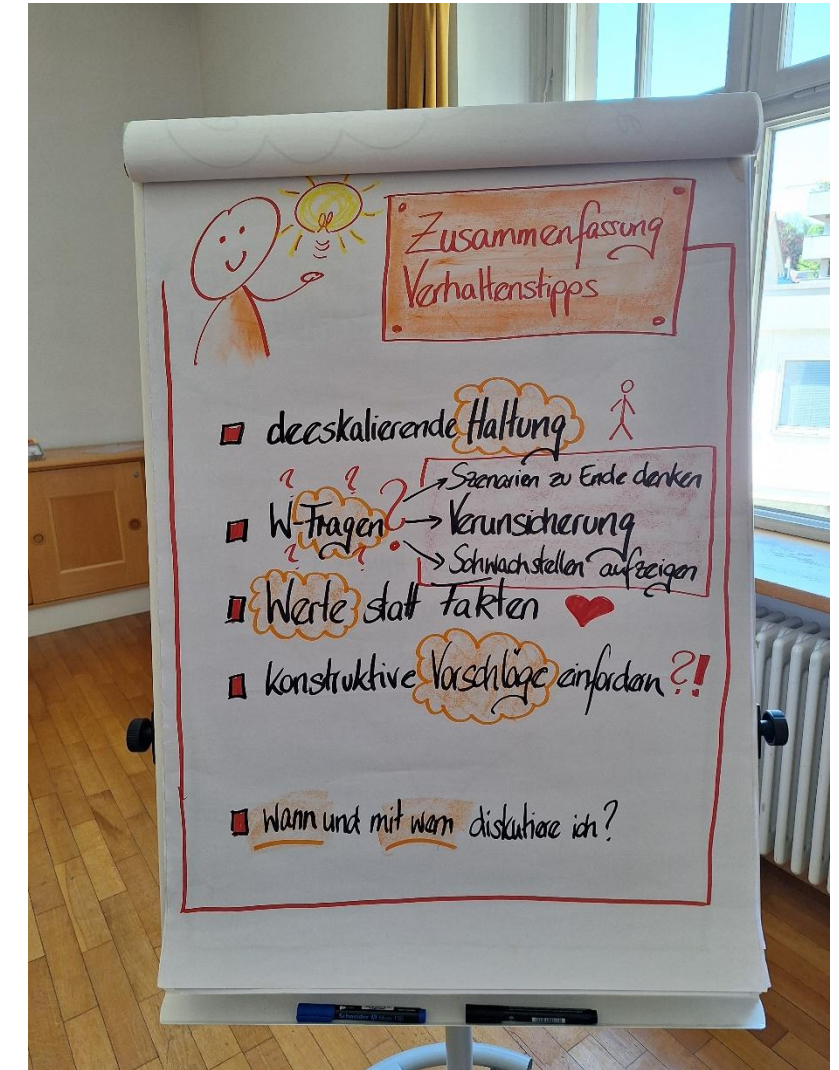 Zusammenfassung
Verhaltenstipps
deeskalierende Haltung
W-Fragen ?
→ Szenarien zu Ende denken
→ Verunsicherung
→ Schwachstellen aufzeigen
Werte statt Fakten
konstruktive Vorschläge einfordern ?!
wann und mit wem diskutiere ich?
Schneider